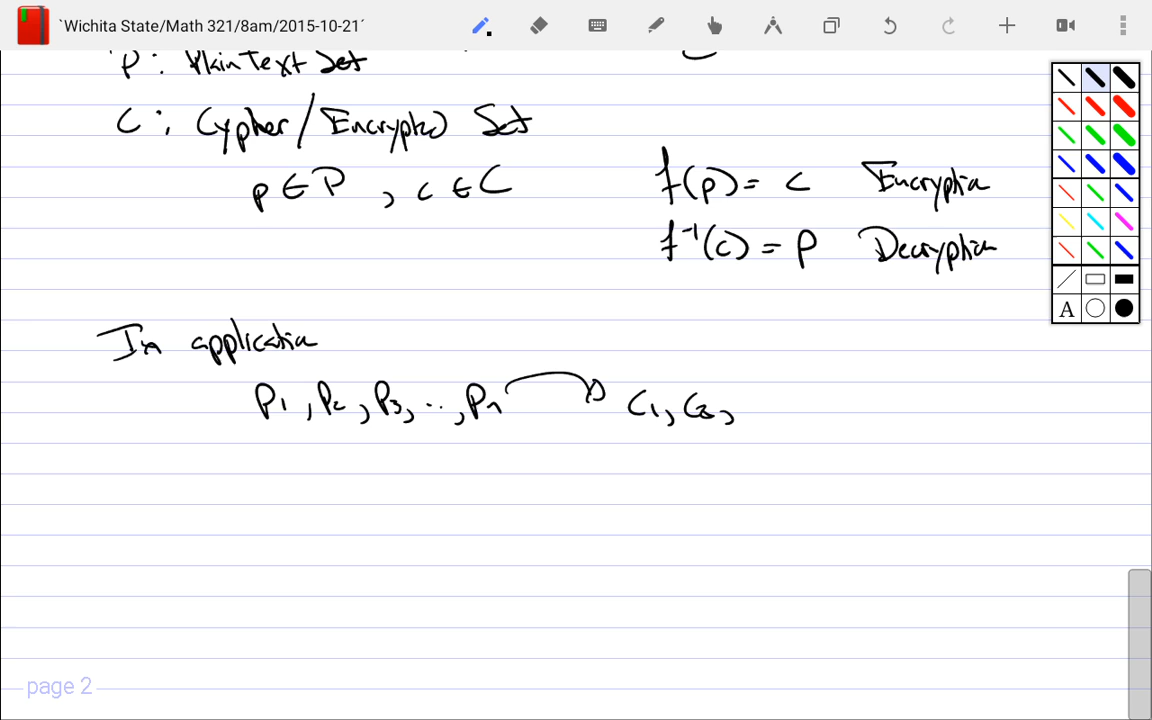 `Wichita State/Math 321/8am/2015-10-21´
P: Plain Text Set
C: Cypher/Encrypted Set
p ∈ P, c ∈ C
f(p) = c Encryption
f⁻¹(c) = p Decryption
In application
P₁, P₂, P₃, ..., Pn → C₁, C₂,
A
page 2